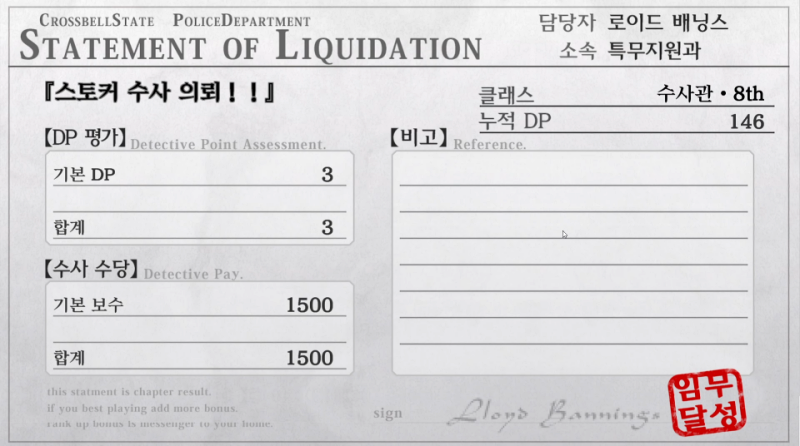 CROSSBELLSTATE POLICEDEPARTMENT
STATEMENT OF LIQUIDATION
담당자 로이드 배닝스
소속 특무지원과
『스토커 수사 의뢰！！』
클래스 수사관・8th
누적 DP 146
【DP 평가】 Detective Point Assessment.
기본 DP 3
합계 3
【비고】 Reference.
【수사 수당】 Detective Pay.
기본 보수 1500
합계 1500
this statment is chapter result.
if you best playing add more bonus.
rank up bonus is messenger to your home.
sign Lloyd Bannings
임무
달성